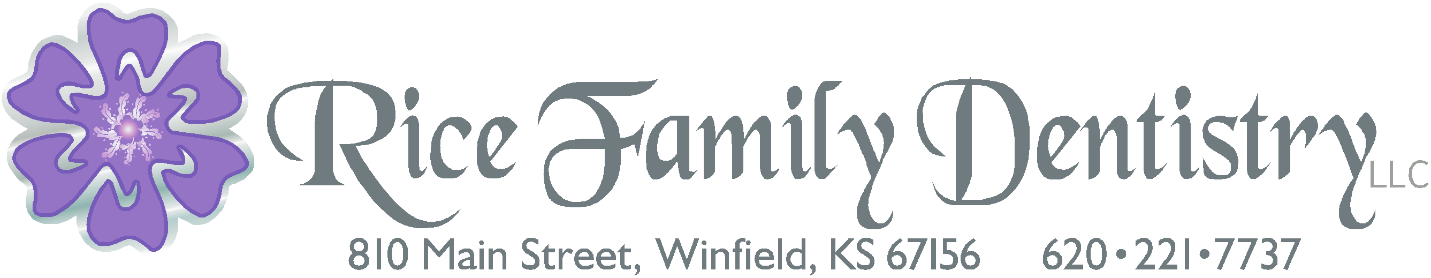 Rice Family Dentistry LLC
810 Main Street, Winfield, KS 67156 620•221•7737